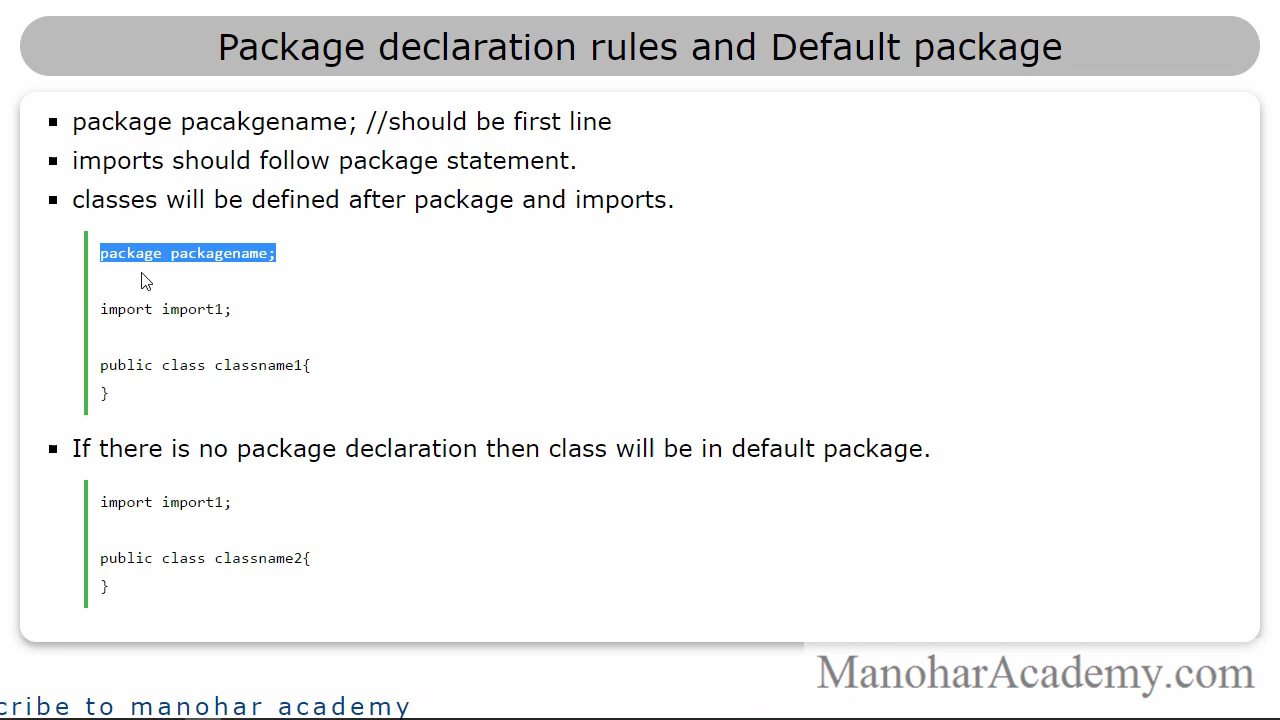 Package declaration rules and Default package
package pacakgename; //should be first line
imports should follow package statement.
classes will be defined after package and imports.
package packagename;
import import1;
public class classname1{
}
If there is no package declaration then class will be in default package.
import import1;
public class classname2{
}
ManoharAcademy.com
cribe to manohar academy